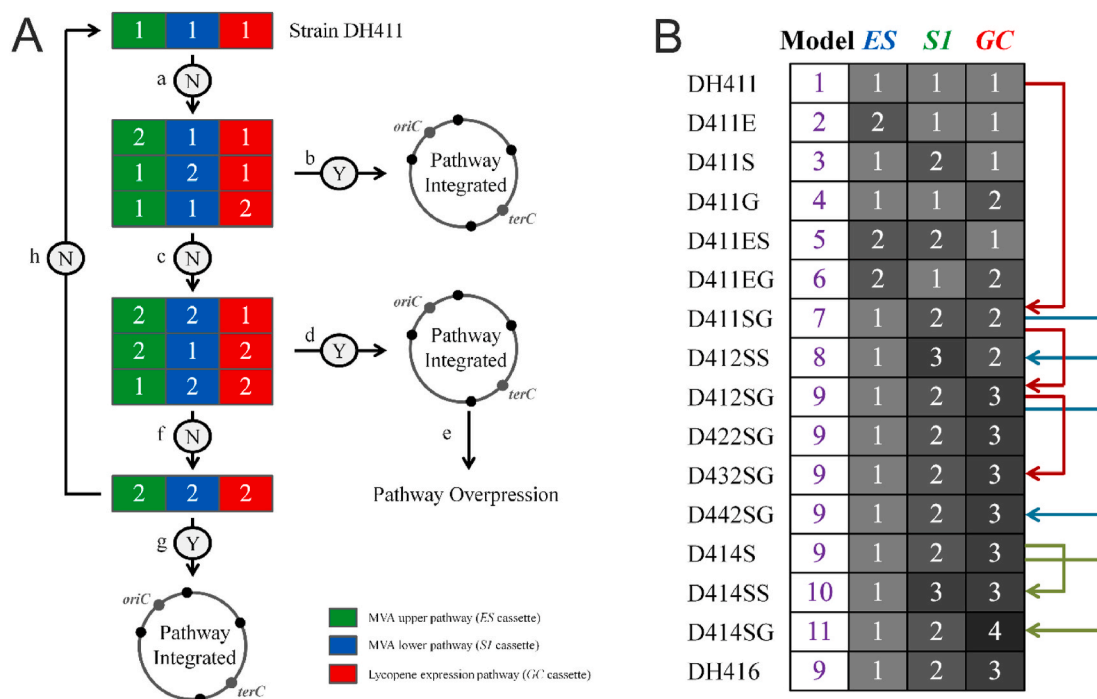 A
1 1 1 Strain DH411
a N
2 1 1
1 2 1
1 1 2
b Y
oriC
Pathway
Integrated
terC
h N
c N
2 2 1
2 1 2
1 2 2
d Y
oriC
Pathway
Integrated
terC
e
Pathway Overpression
f N
2 2 2
g Y
oriC
Pathway
Integrated
terC
MVA upper pathway (ES cassette)
MVA lower pathway (S1 cassette)
Lycopene expression pathway (GC cassette)
B
Model ES S1 GC
DH411 1 1 1 1
D411E 2 2 1 1
D411S 3 1 2 1
D411G 4 1 1 2
D411ES 5 2 2 1
D411EG 6 2 1 2
D411SG 7 1 2 2
D412SS 8 1 3 2
D412SG 9 1 2 3
D422SG 9 1 2 3
D432SG 9 1 2 3
D442SG 9 1 2 3
D414S 9 1 2 3
D414SS 10 1 3 3
D414SG 11 1 2 4
DH416 9 1 2 3